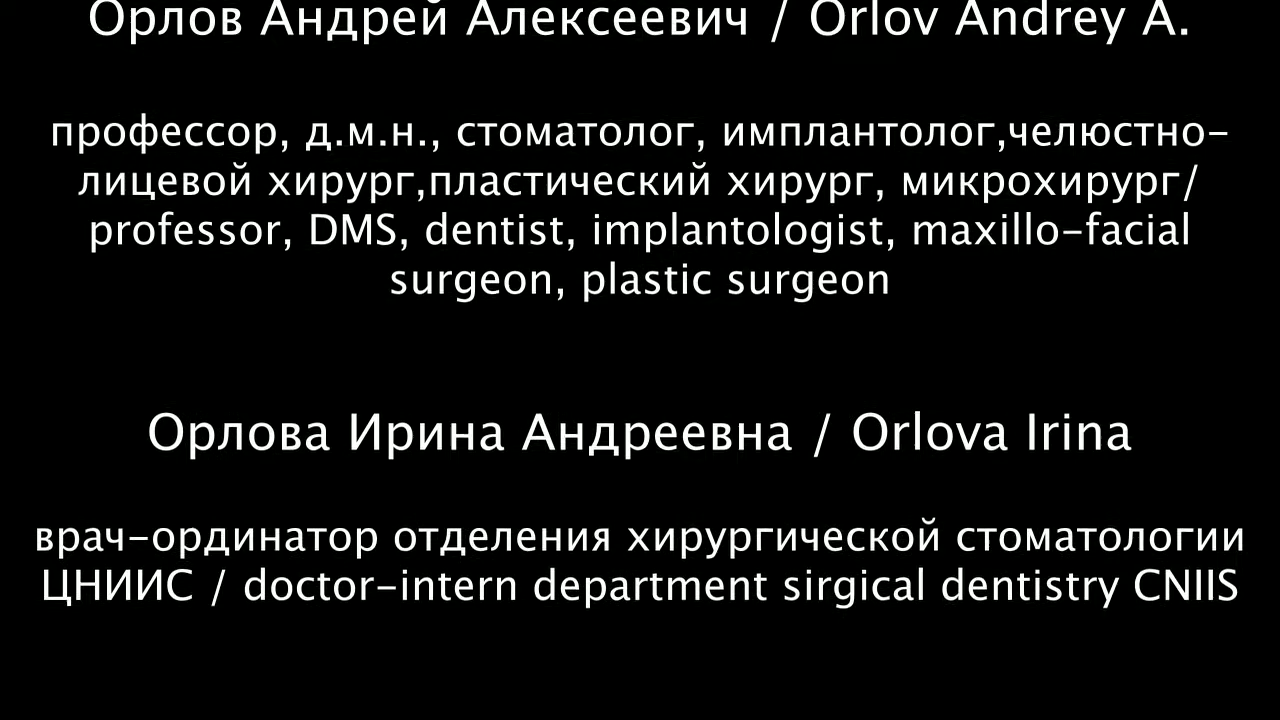 Орлов Андрей Алексеевич / Orlov Andrey A.
профессор, д.м.н., стоматолог, имплантолог,челюстно-
лицевой хирург,пластический хирург, микрохирург/
professor, DMS, dentist, implantologist, maxillo-facial
surgeon, plastic surgeon
Орлова Ирина Андреевна / Orlova Irina
врач-ординатор отделения хирургической стоматологии
ЦНИИС / doctor-intern department sirgical dentistry CNIIS